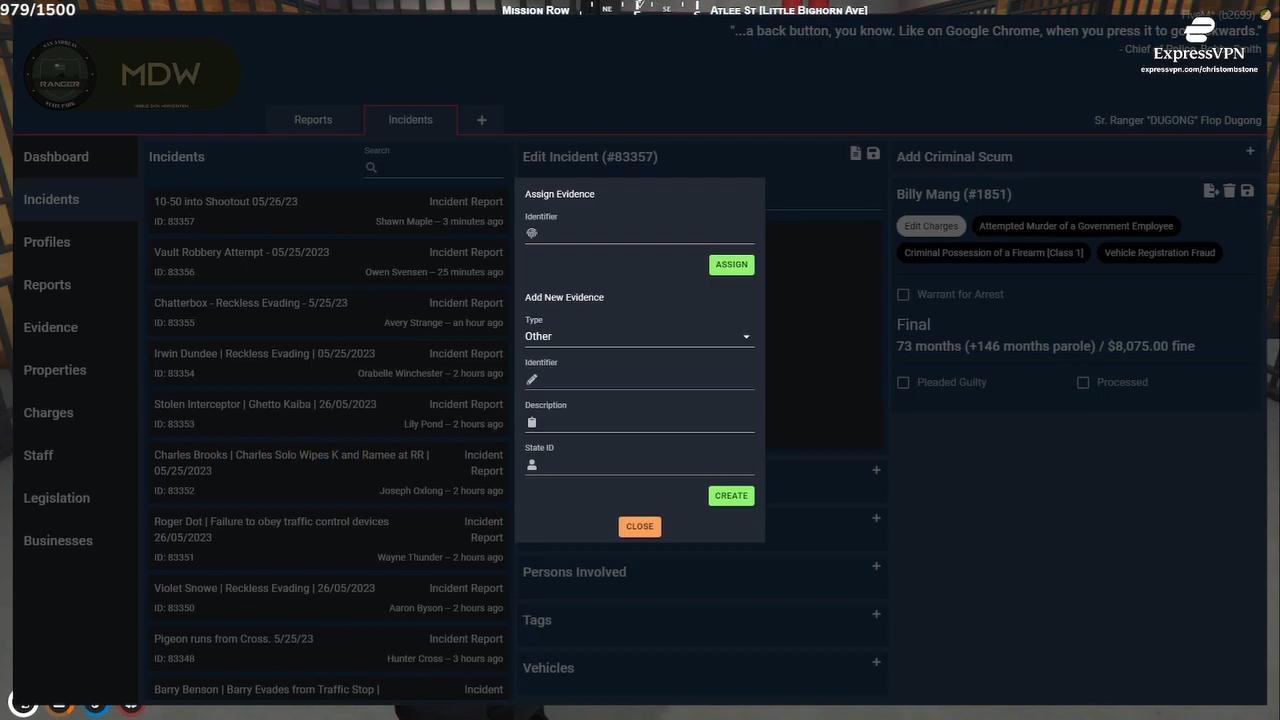 979/1500
Mission Row
NE
SE
Atlee St [Little Bighorn Ave]
FiveM* (b2699)
"...a back button, you know. Like on Google Chrome, when you press it to go
- Chief of Police
ExpressVPN
expressvpn.com/christombstone
RANGER
MDW
Reports
Incidents
+
Sr. Ranger "DUGONG" Flop Dugong
Dashboard
Incidents
Profiles
Reports
Evidence
Properties
Charges
Staff
Legislation
Businesses
Incidents
Search
10-50 into Shootout 05/26/23
Incident Report
ID: 83357
Shawn Maple – 3 minutes ago
Vault Robbery Attempt - 05/25/2023
Incident Report
ID: 83356
Owen Svensen – 25 minutes ago
Chatterbox - Reckless Evading - 5/25/23
Incident Report
ID: 83355
Avery Strange – an hour ago
Irwin Dundee | Reckless Evading | 05/25/2023
Incident Report
ID: 83354
Orabelle Winchester – 2 hours ago
Stolen Interceptor | Ghetto Kaiba | 26/05/2023
Incident Report
ID: 83353
Lily Pond – 2 hours ago
Charles Brooks | Charles Solo Wipes K and Ramee at RR |
05/25/2023
Incident
Report
ID: 83352
Joseph Oxlong – 2 hours ago
Roger Dot | Failure to obey traffic control devices
26/05/2023
Incident
Report
ID: 83351
Wayne Thunder – 2 hours ago
Violet Snowe | Reckless Evading | 26/05/2023
Incident Report
ID: 83350
Aaron Byson – 2 hours ago
Pigeon runs from Cross. 5/25/23
Incident Report
ID: 83348
Hunter Cross – 3 hours ago
Barry Benson | Barry Evades from Traffic Stop |
Incident
Edit Incident (#83357)
Assign Evidence
Identifier
ASSIGN
Add New Evidence
Type
Other
Identifier
Description
State ID
CREATE
CLOSE
+
+
Persons Involved
+
Tags
+
Vehicles
+
Add Criminal Scum
+
Billy Mang (#1851)
Edit Charges
Attempted Murder of a Government Employee
Criminal Possession of a Firearm [Class 1]
Vehicle Registration Fraud
Warrant for Arrest
Final
73 months (+146 months parole) / $8,075.00 fine
Pleaded Guilty
Processed